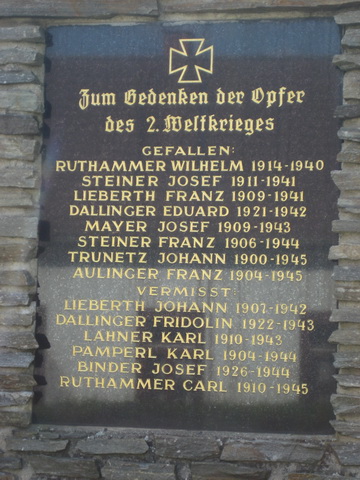 Zum Gedenken der Opfer
des 2. Weltkrieges
GEFALLEN:
RUTHAMMER WILHELM 1914-1940
STEINER JOSEF 1911-1941
LIEBERTH FRANZ 1909-1941
DALLINGER EDUARD 1921-1942
MAYER JOSEF 1909-1943
STEINER FRANZ 1906-1944
TRUNETZ JOHANN 1900-1945
AULINGER FRANZ 1904-1945
VERMISST:
LIEBERTH JOHANN 1907-1942
DALLINGER FRIDOLIN 1922-1943
LAHNER KARL 1910-1943
PAMPERL KARL 1904-1944
BINDER JOSEF 1926-1944
RUTHAMMER CARL 1910-1945